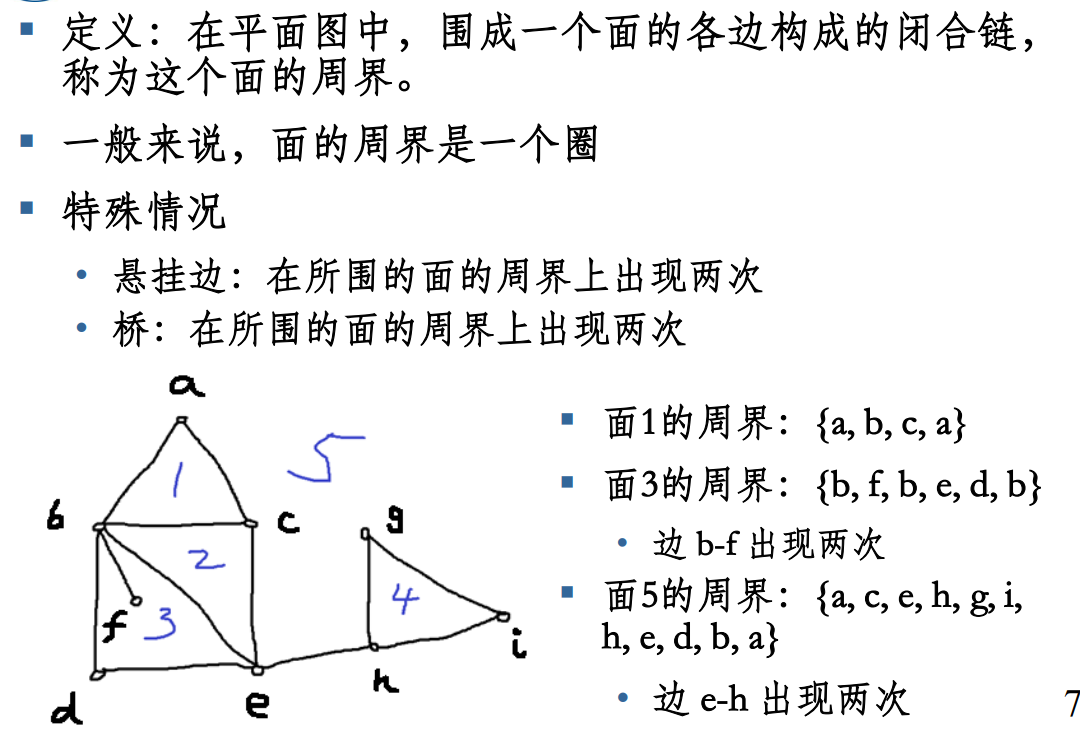 定义：在平面图中，围成一个面的各边构成的闭合链，
称为这个面的周界。
一般来说，面的周界是一个圈
特殊情况
悬挂边：在所围的面的周界上出现两次
桥：在所围的面的周界上出现两次
a
1
5
b
c
g
2
4
f
3
i
d
e
h
面1的周界：{a, b, c, a}
面3的周界：{b, f, b, e, d, b}
边 b-f 出现两次
面5的周界：{a, c, e, h, g, i,
h, e, d, b, a}
边 e-h 出现两次
7